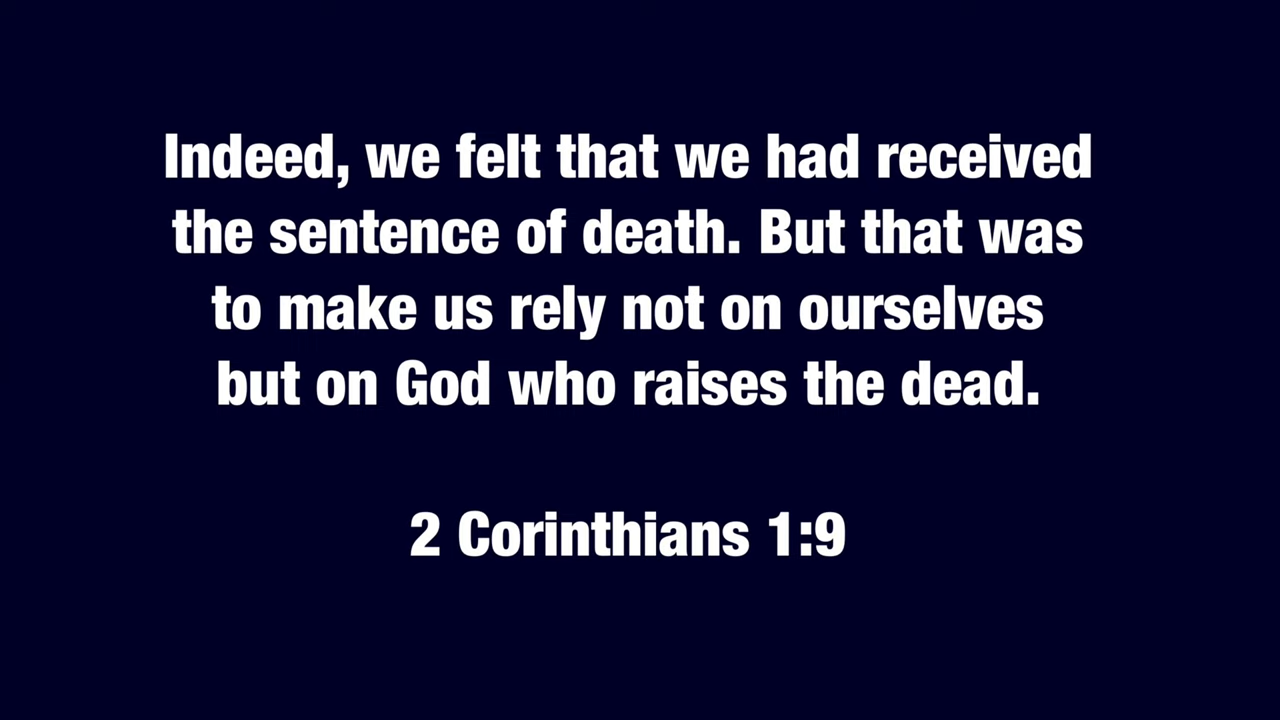 Indeed, we felt that we had received
the sentence of death. But that was
to make us rely not on ourselves
but on God who raises the dead.
2 Corinthians 1:9